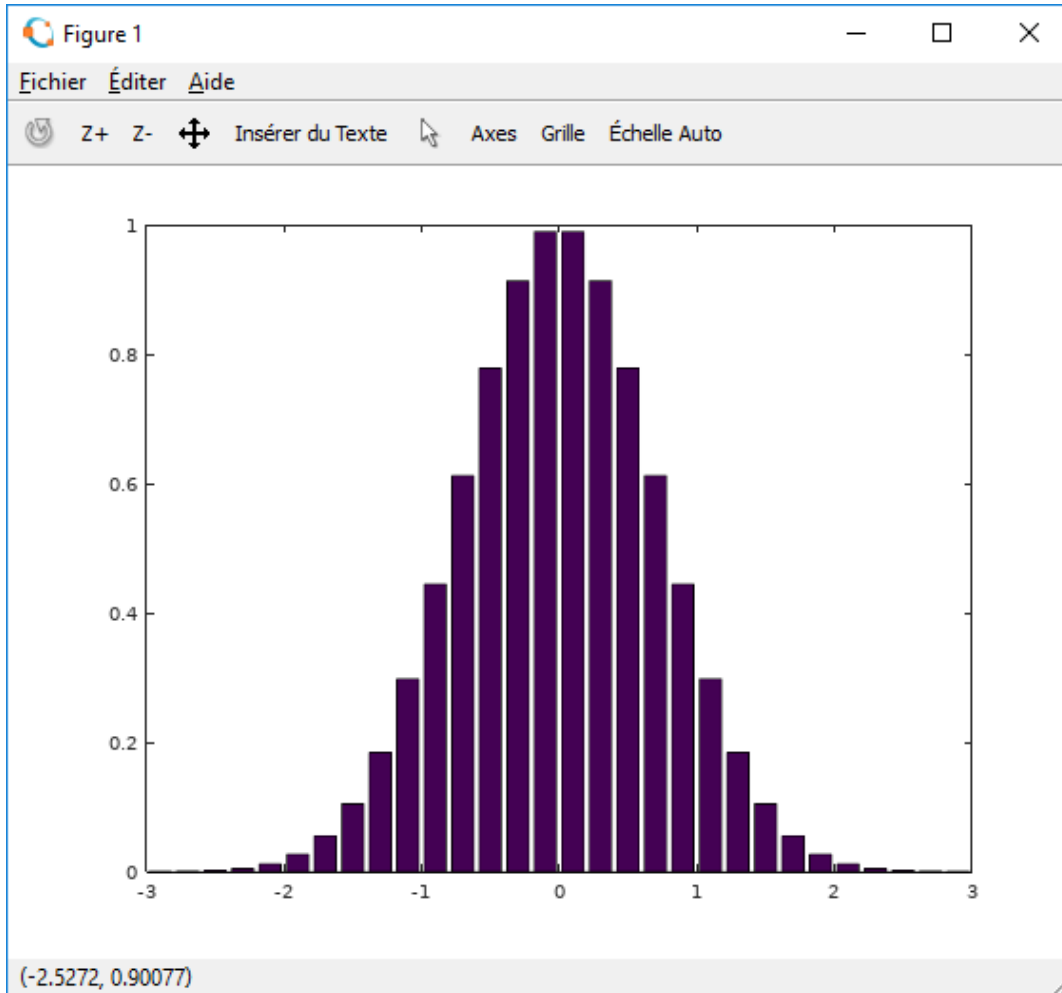 Figure 1
Fichier Éditer Aide
Z+ Z- Insérer du Texte Axes Grille Échelle Auto
1
0.8
0.6
0.4
0.2
0
-3 -2 -1 0 1 2 3
(-2.5272, 0.90077)